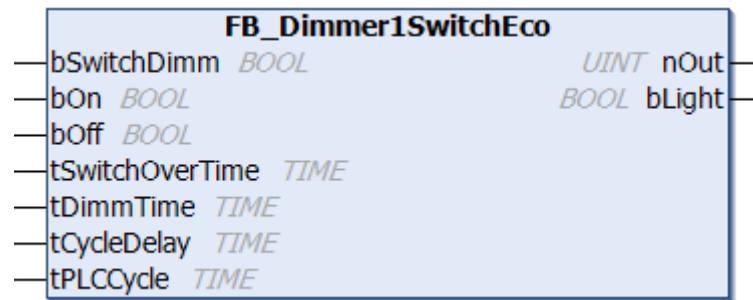 FB_Dimmer1SwitchEco
bSwitchDimm BOOL UINT nOut
bOn BOOL BOOL bLight
bOff BOOL
tSwitchOverTime TIME
tDimmTime TIME
tCycleDelay TIME
tPLCCycle TIME